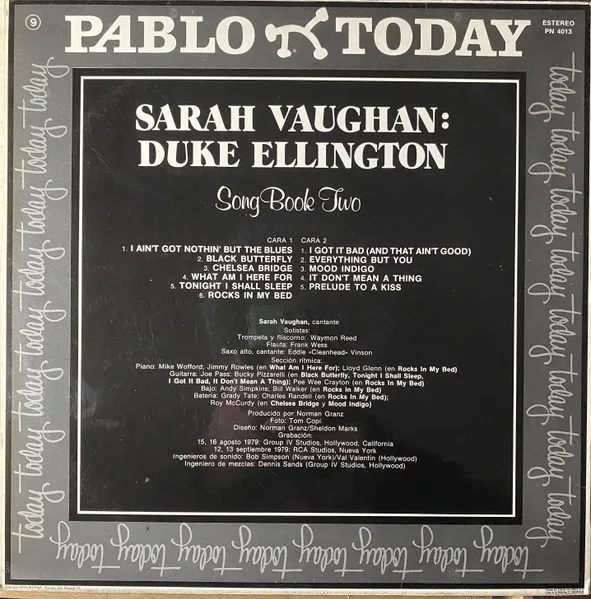 9
PABLO TODAY
ESTEREO
PN 4013
today today today today today today today
today today today today today today today
SARAH VAUGHAN:
DUKE ELLINGTON
Song Book Two
CARA 1
1. I AIN'T GOT NOTHIN' BUT THE BLUES
2. BLACK BUTTERFLY
3. CHELSEA BRIDGE
4. WHAT AM I HERE FOR
5. TONIGHT I SHALL SLEEP
6. ROCKS IN MY BED
CARA 2
1. I GOT IT BAD (AND THAT AIN'T GOOD)
2. EVERYTHING BUT YOU
3. MOOD INDIGO
4. IT DON'T MEAN A THING
5. PRELUDE TO A KISS
Sarah Vaughan, cantante
Solistas:
Trompeta y fliscorno: Waymon Reed
Flauta: Frank Wess
Saxo alto, cantante: Eddie «Cleanhead» Vinson
Sección rítmica:
Piano: Mike Wofford; Jimmy Rowles (en What Am I Here For); Lloyd Glenn (en Rocks In My Bed)
Guitarra: Joe Pass; Bucky Pizzarelli (en Black Butterfly, Tonight I Shall Sleep,
I Got It Bad, It Don't Mean A Thing); Pee Wee Crayton (en Rocks In My Bed)
Bajo: Andy Simpkins; Bill Walker (en Rocks In My Bed)
Batería: Grady Tate; Charles Randell (en Rocks In My Bed);
Roy McCurdy (en Chelsea Bridge y Mood Indigo)
Producido por Norman Granz
Foto: Tom Copi
Diseño: Norman Granz/Sheldon Marks
Grabación:
15, 16 agosto 1979: Group IV Studios, Hollywood, California
12, 13 septiembre 1979: RCA Studios, Nueva York
Ingenieros de sonido: Bob Simpson (Nueva York)/Val Valentin (Hollywood)
Ingeniero de mezclas: Dennis Sands (Group IV Studios, Hollywood)
today today today today today today today